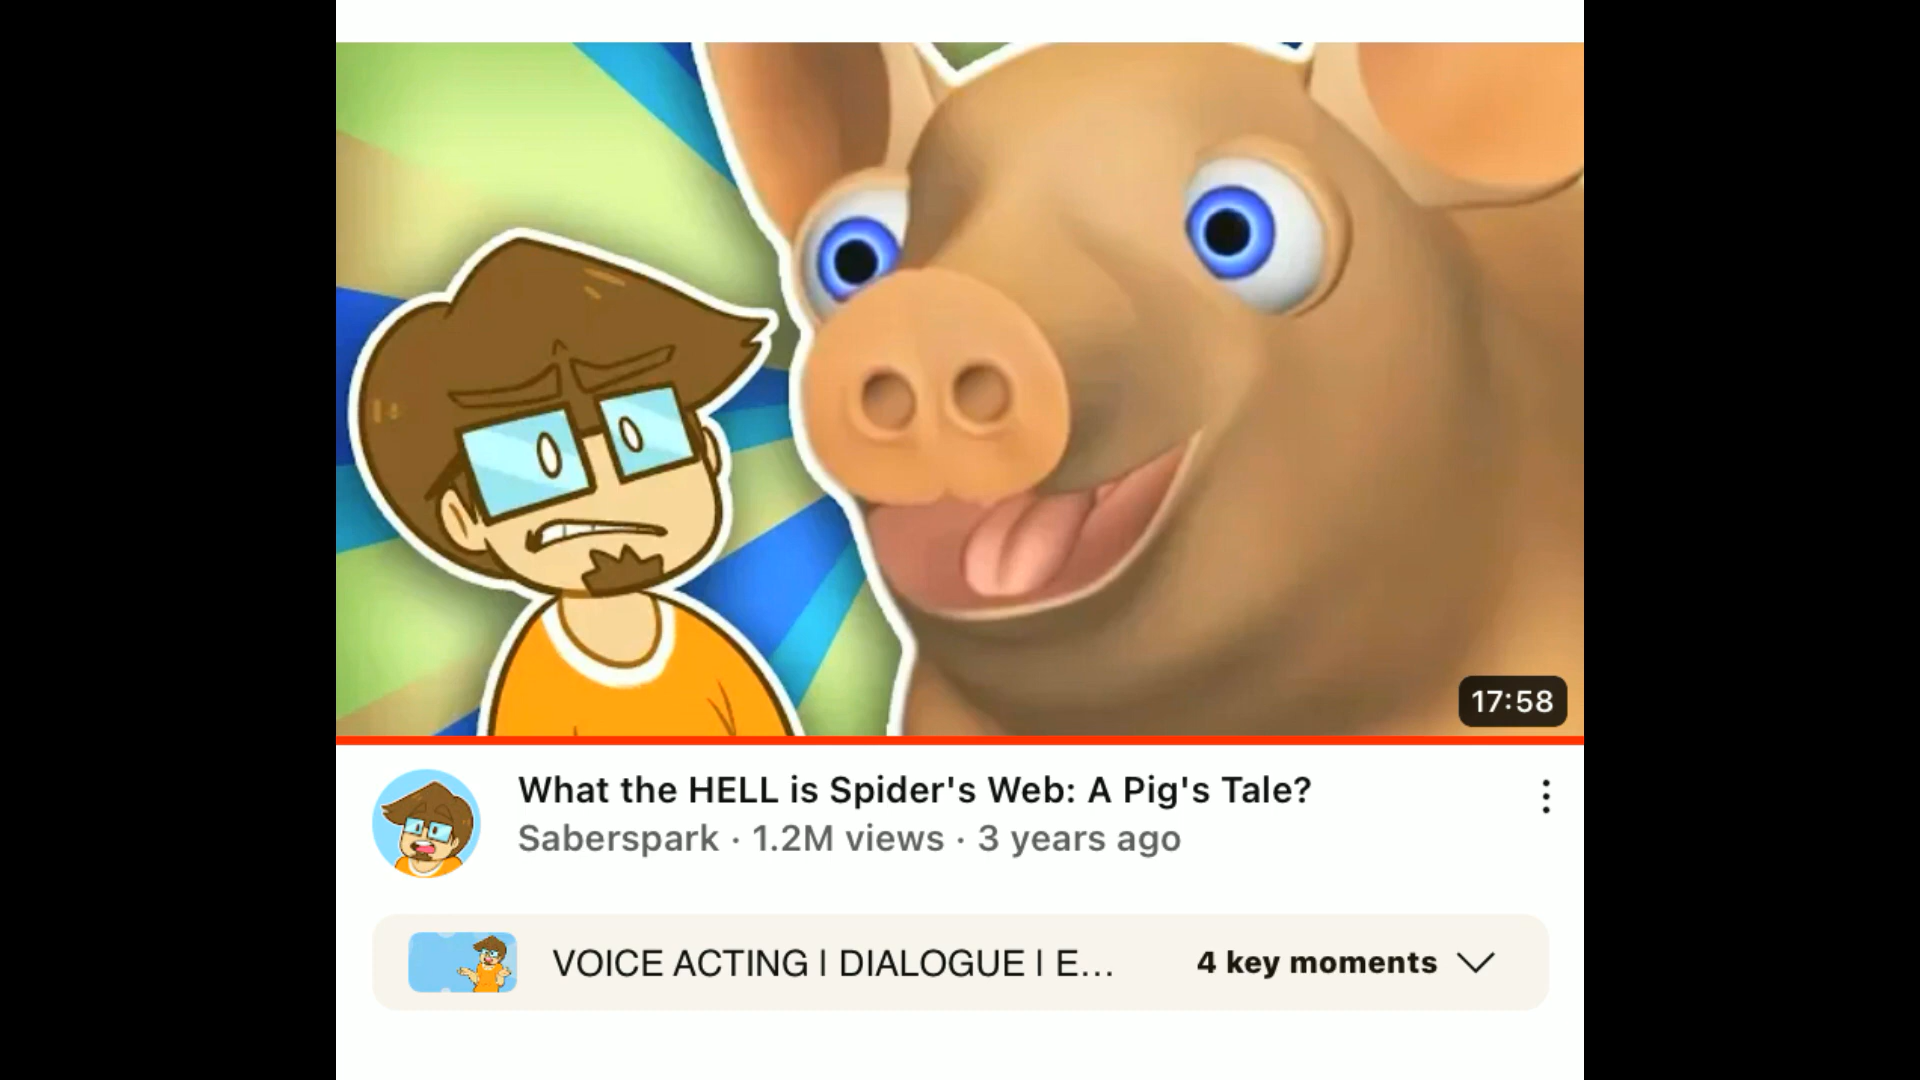 17:58
What the HELL is Spider's Web: A Pig's Tale?
Saberspark · 1.2M views · 3 years ago
VOICE ACTING | DIALOGUE | E... 4 key moments